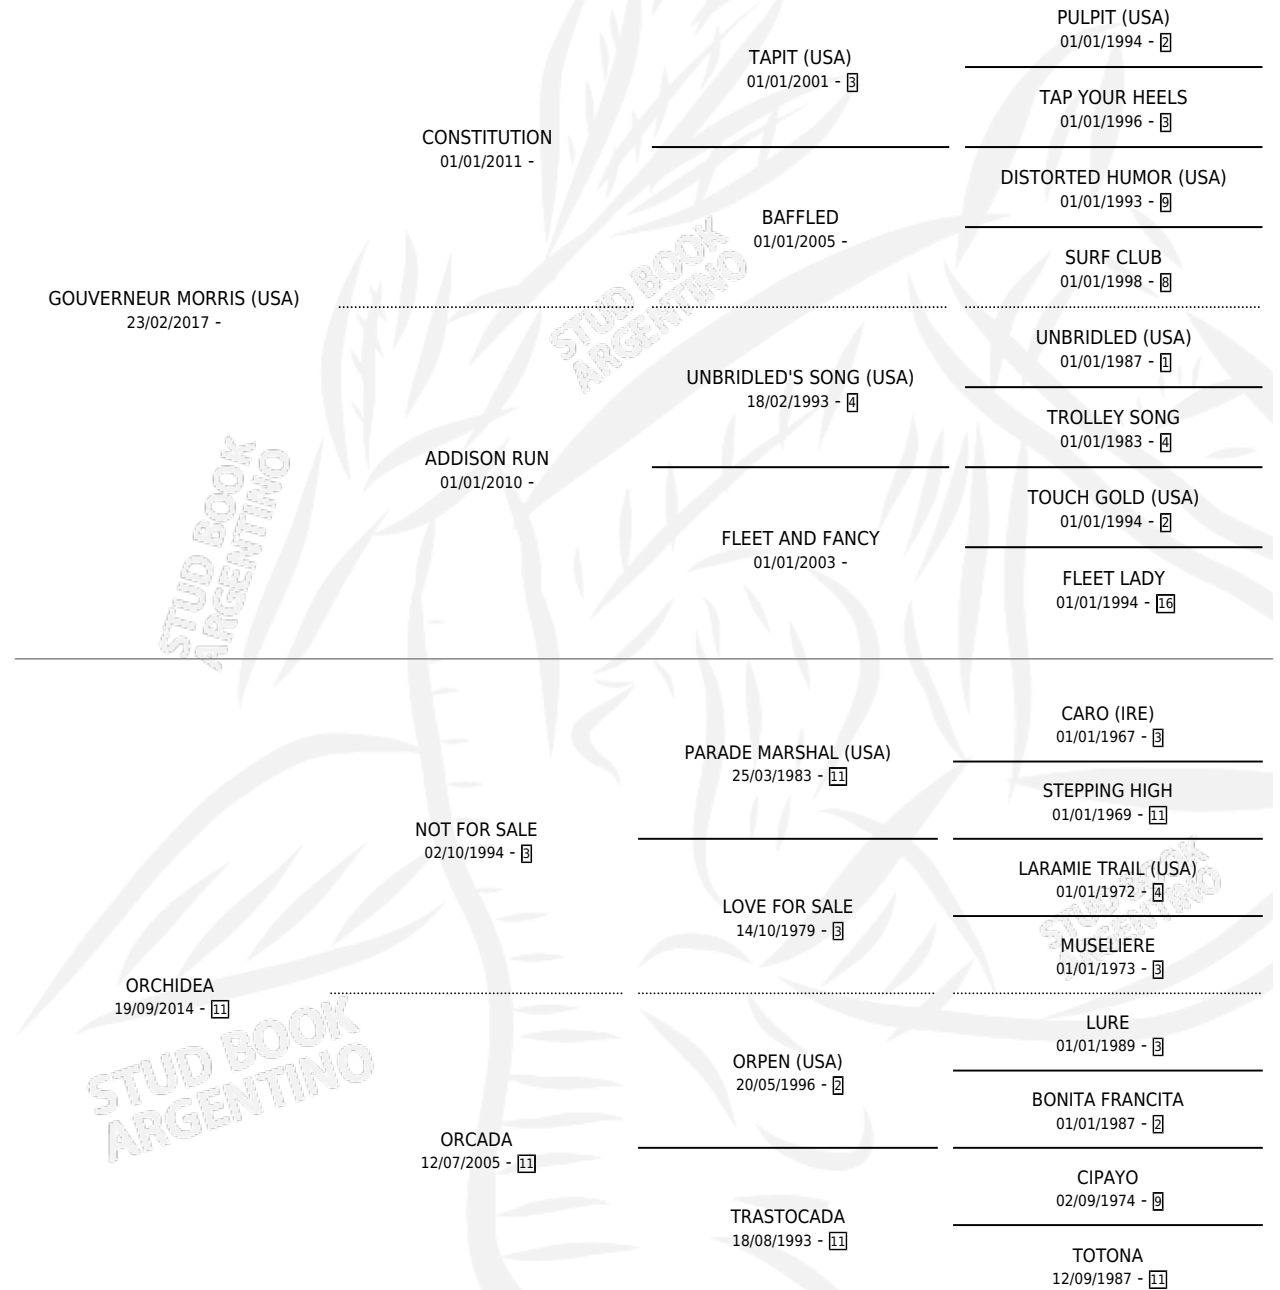 PULPIT (USA)
01/01/1994 - 2
TAPIT (USA)
01/01/2001 - 3
TAP YOUR HEELS
01/01/1996 - 3
CONSTITUTION
01/01/2011 -
DISTORTED HUMOR (USA)
01/01/1993 - 9
BAFFLED
01/01/2005 -
SURF CLUB
01/01/1998 - 8
STUD BOOK
ARGENTINO
GOUVERNEUR MORRIS (USA)
23/02/2017 -
UNBRIDLED (USA)
01/01/1987 - 1
UNBRIDLED'S SONG (USA)
18/02/1993 - 4
TROLLEY SONG
01/01/1983 - 4
ADDISON RUN
01/01/2010 -
TOUCH GOLD (USA)
01/01/1994 - 2
FLEET AND FANCY
01/01/2003 -
FLEET LADY
01/01/1994 - 16
STUD BOOK
ARGENTINO
CARO (IRE)
01/01/1967 - 3
PARADE MARSHAL (USA)
25/03/1983 - 11
STEPPING HIGH
01/01/1969 - 11
NOT FOR SALE
02/10/1994 - 3
LARAMIE TRAIL (USA)
01/01/1972 - 4
LOVE FOR SALE
14/10/1979 - 3
MUSELIERE
01/01/1973 - 3
STUD BOOK
ARGENTINO
ORCHIDEA
19/09/2014 - 11
LURE
01/01/1989 - 3
ORPEN (USA)
20/05/1996 - 2
BONITA FRANCITA
01/01/1987 - 2
STUD BOOK
ARGENTINO
ORCADA
12/07/2005 - 11
CIPAYO
02/09/1974 - 9
TRASTOCADA
18/08/1993 - 11
TOTONA
12/09/1987 - 11